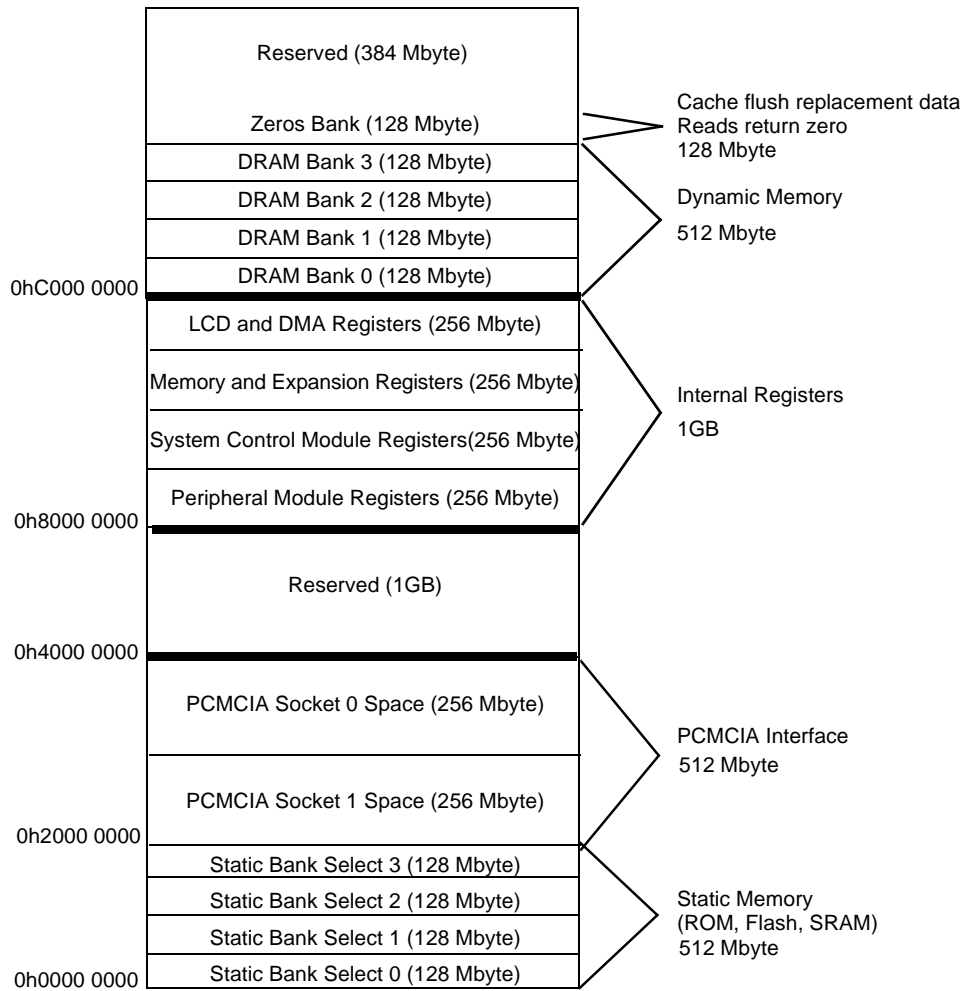 Reserved (384 Mbyte)
Cache flush replacement data
Zeros Bank (128 Mbyte)
Reads return zero
128 Mbyte
DRAM Bank 3 (128 Mbyte)
DRAM Bank 2 (128 Mbyte)
Dynamic Memory
512 Mbyte
DRAM Bank 1 (128 Mbyte)
DRAM Bank 0 (128 Mbyte)
0hC000 0000
LCD and DMA Registers (256 Mbyte)
Memory and Expansion Registers (256 Mbyte)
Internal Registers
1GB
System Control Module Registers(256 Mbyte)
Peripheral Module Registers (256 Mbyte)
0h8000 0000
Reserved (1GB)
0h4000 0000
PCMCIA Socket 0 Space (256 Mbyte)
PCMCIA Interface
512 Mbyte
PCMCIA Socket 1 Space (256 Mbyte)
0h2000 0000
Static Bank Select 3 (128 Mbyte)
Static Bank Select 2 (128 Mbyte)
Static Memory
(ROM, Flash, SRAM)
512 Mbyte
Static Bank Select 1 (128 Mbyte)
Static Bank Select 0 (128 Mbyte)
0h0000 0000